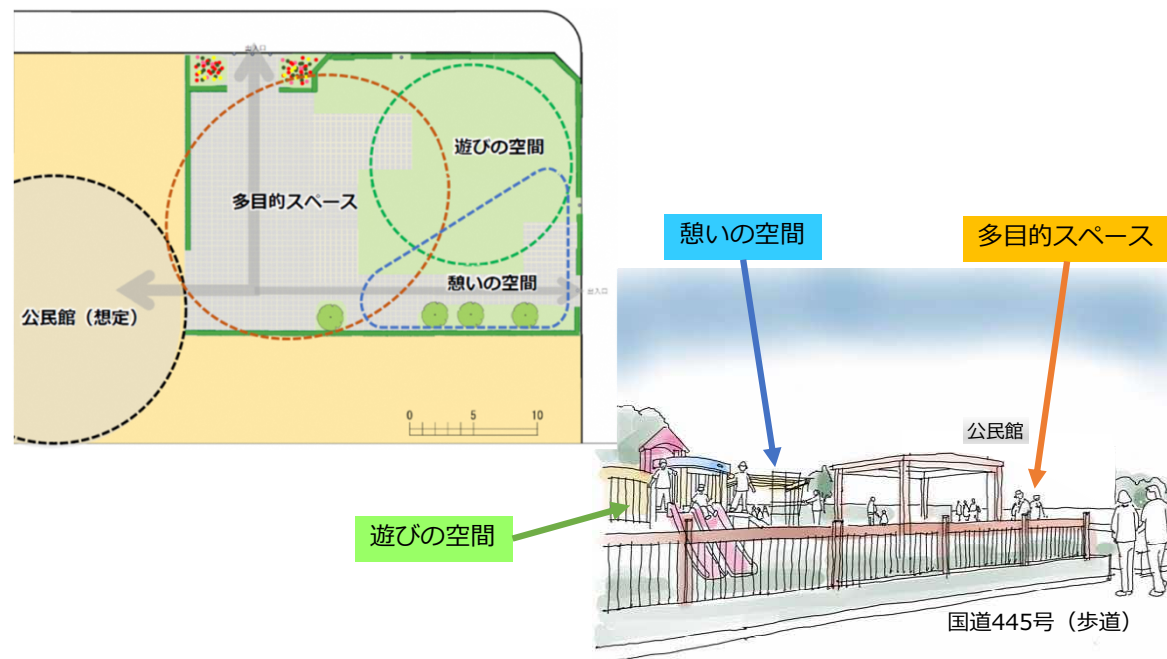 出入口
遊びの空間
多目的スペース
憩いの空間
出入口
公民館（想定）
0 5 10
憩いの空間
多目的スペース
公民館
遊びの空間
国道445号（歩道）